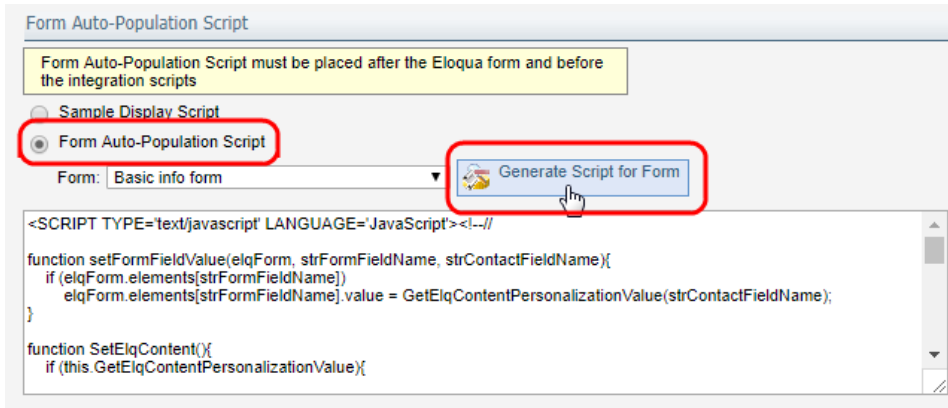 Form Auto-Population Script
Form Auto-Population Script must be placed after the Eloqua form and before
the integration scripts
Sample Display Script
Form Auto-Population Script
Form: Basic info form Generate Script for Form
<SCRIPT TYPE='text/javascript' LANGUAGE='JavaScript'><!--//
function setFormFieldValue(elqForm, strFormFieldName, strContactFieldName){
if (elqForm.elements[strFormFieldName])
elqForm.elements[strFormFieldName].value = GetElqContentPersonalizationValue(strContactFieldName);
}
function SetElqContent(){
if (this.GetElqContentPersonalizationValue){